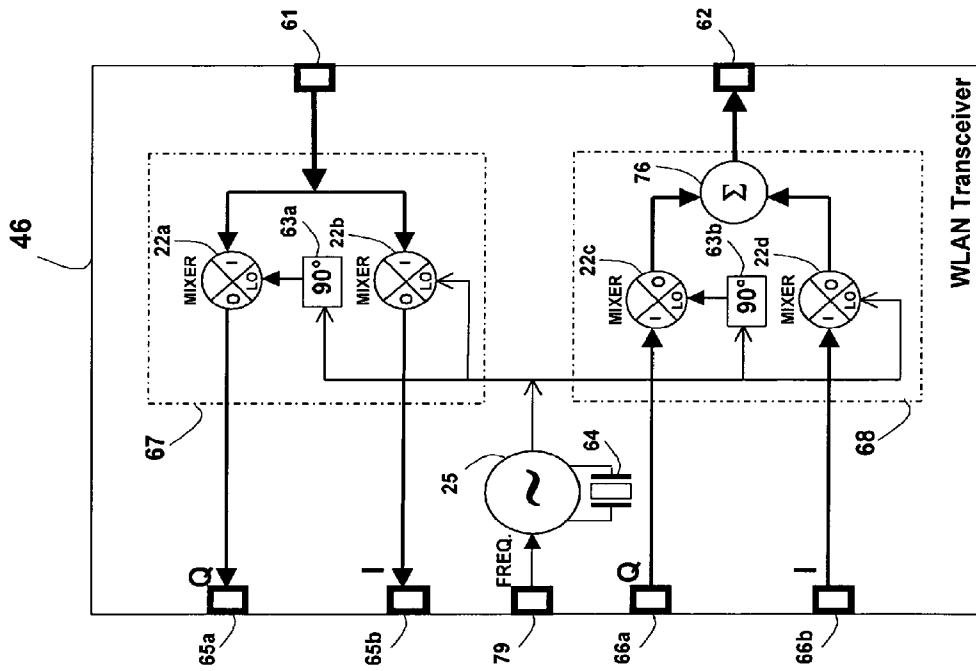 46
61
62
22a
MIXER
I
O
LO
63a
90°
22b
MIXER
I
O
LO
67
Q
65a
I
65b
25
~
64
FREQ.
79
76
Σ
22c
MIXER
I
O
LO
63b
90°
22d
MIXER
I
O
LO
68
Q
66a
I
66b
WLAN Transceiver